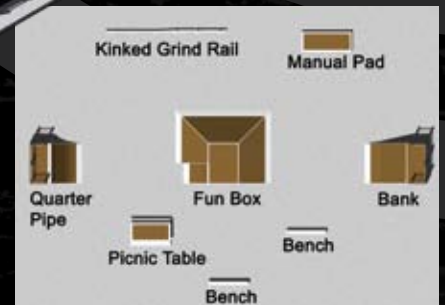 Kinked Grind Rail
Manual Pad
Quarter
Pipe
Fun Box
Bank
Picnic Table
Bench
Bench